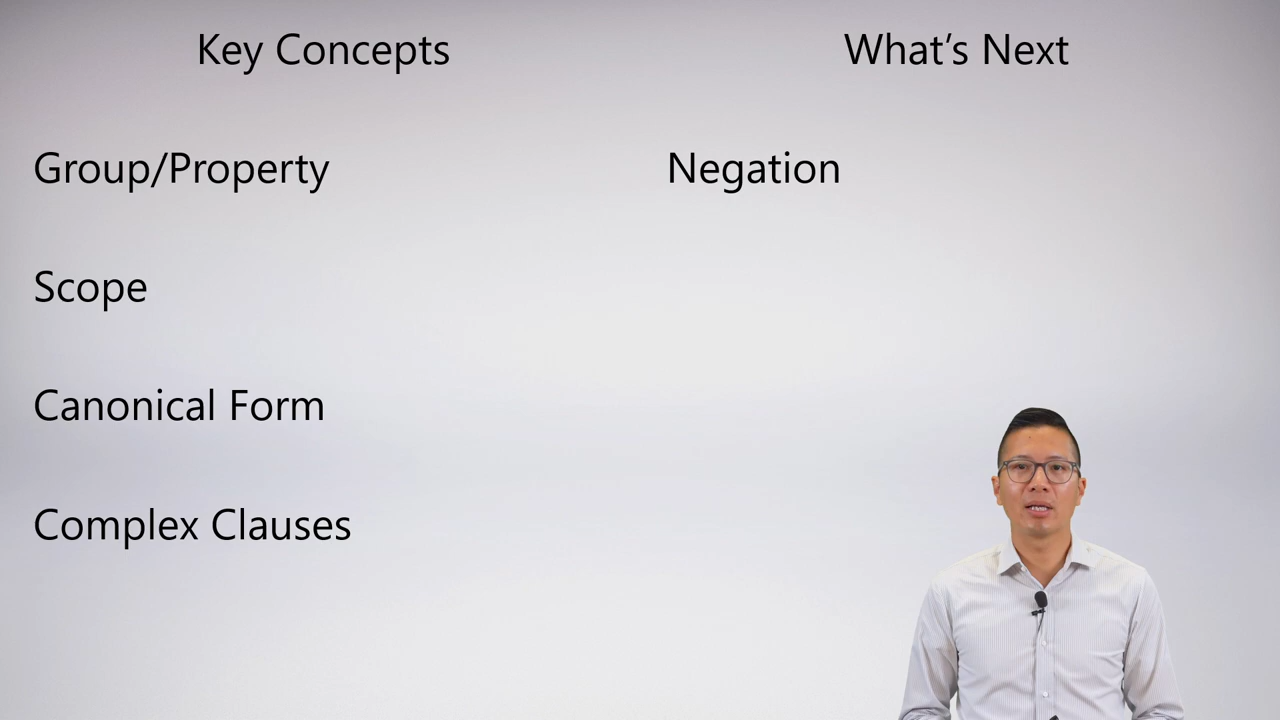 Key Concepts
What’s Next
Group/Property
Negation
Scope
Canonical Form
Complex Clauses